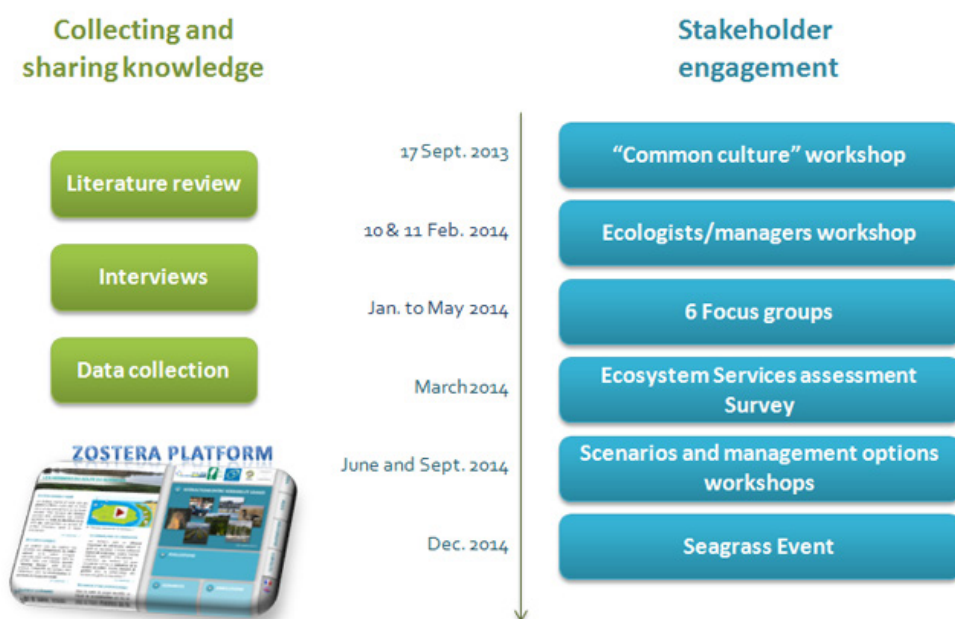 Collecting and
sharing knowledge
Literature review
Interviews
Data collection
ZOSTERA PLATFORM
17 Sept. 2013
10 & 11 Feb. 2014
Jan. to May 2014
March 2014
June and Sept. 2014
Dec. 2014
Stakeholder
engagement
“Common culture” workshop
Ecologists/managers workshop
6 Focus groups
Ecosystem Services assessment
Survey
Scenarios and management options
workshops
Seagrass Event